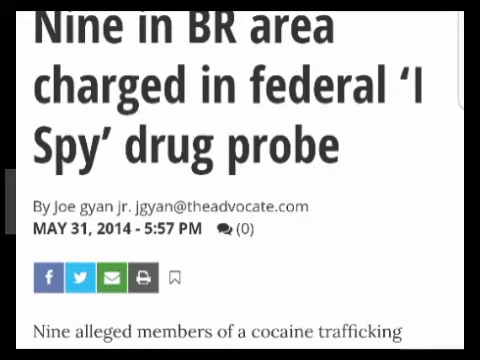 Nine in BR area
charged in federal ‘I
Spy’ drug probe
By Joe gyan jr. jgyan@theadvocate.com
MAY 31, 2014 - 5:57 PM (0)
Nine alleged members of a cocaine trafficking